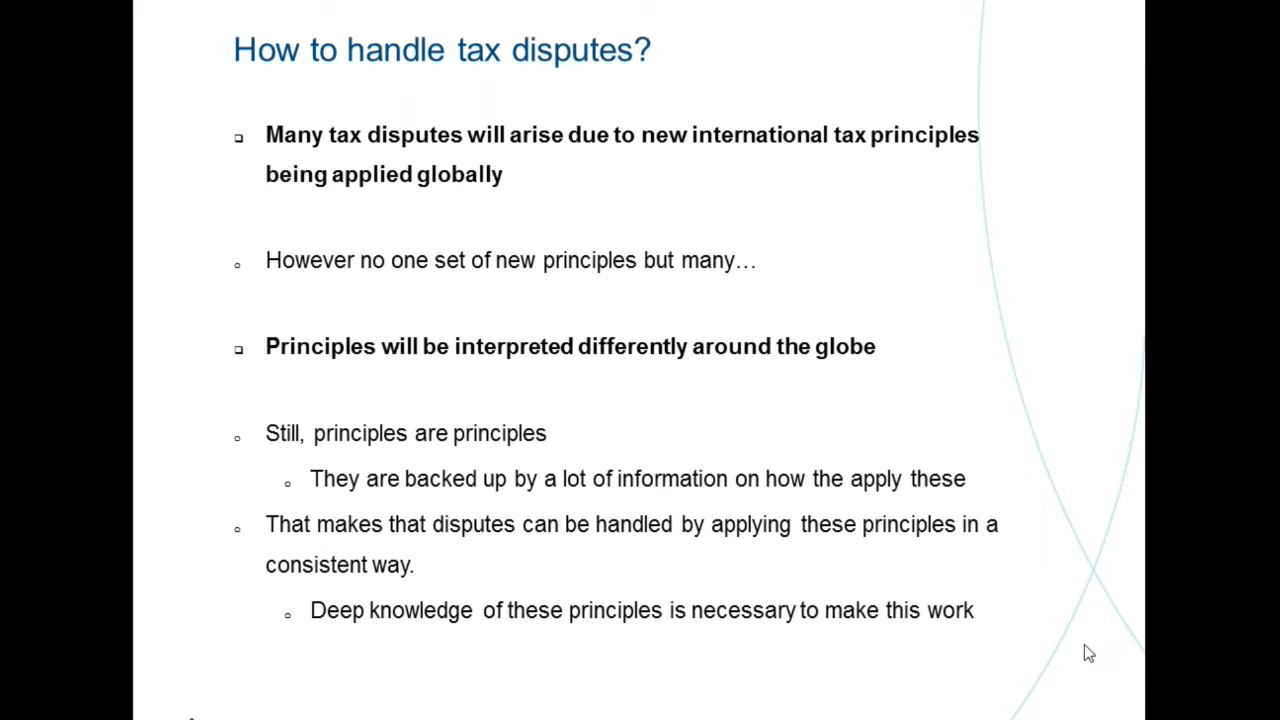 How to handle tax disputes?
Many tax disputes will arise due to new international tax principles
being applied globally
However no one set of new principles but many…
Principles will be interpreted differently around the globe
Still, principles are principles
They are backed up by a lot of information on how the apply these
That makes that disputes can be handled by applying these principles in a
consistent way.
Deep knowledge of these principles is necessary to make this work